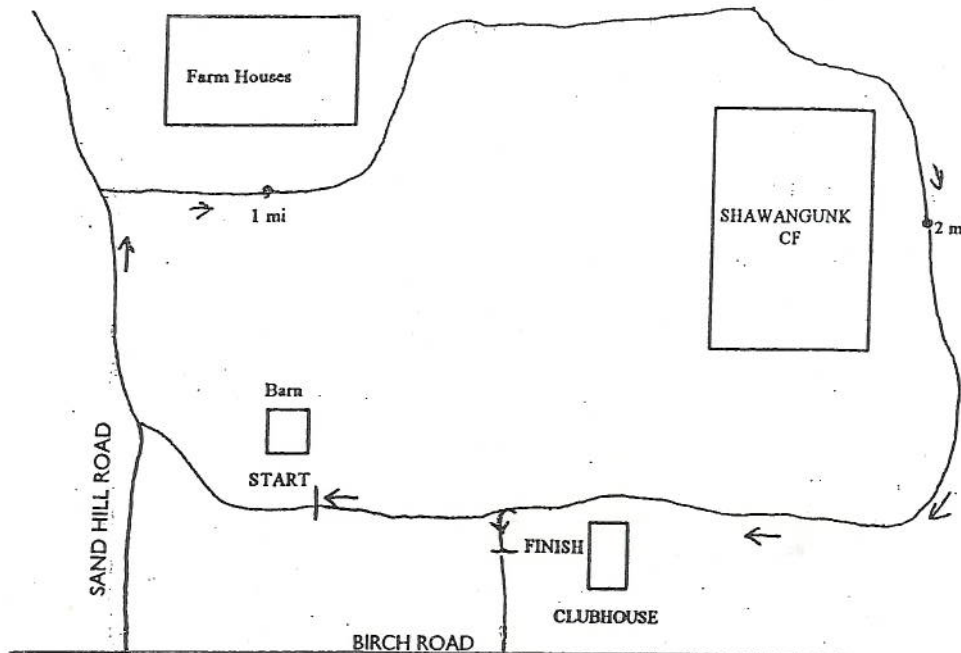 Farm Houses
1 mi
SHAWANGUNK
CF
2 m
Barn
START
SAND HILL ROAD
FINISH
CLUBHOUSE
BIRCH ROAD